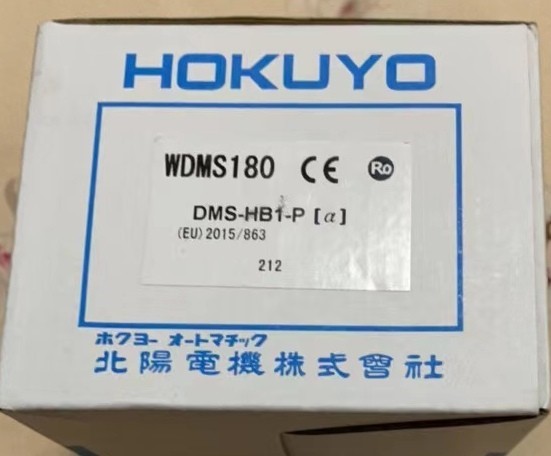 HOKUYO
WDMS180 CE Ro
DMS-HB1-P [α]
(EU)2015/863
212
ホクヨー オートマチック
北陽電機株式會社